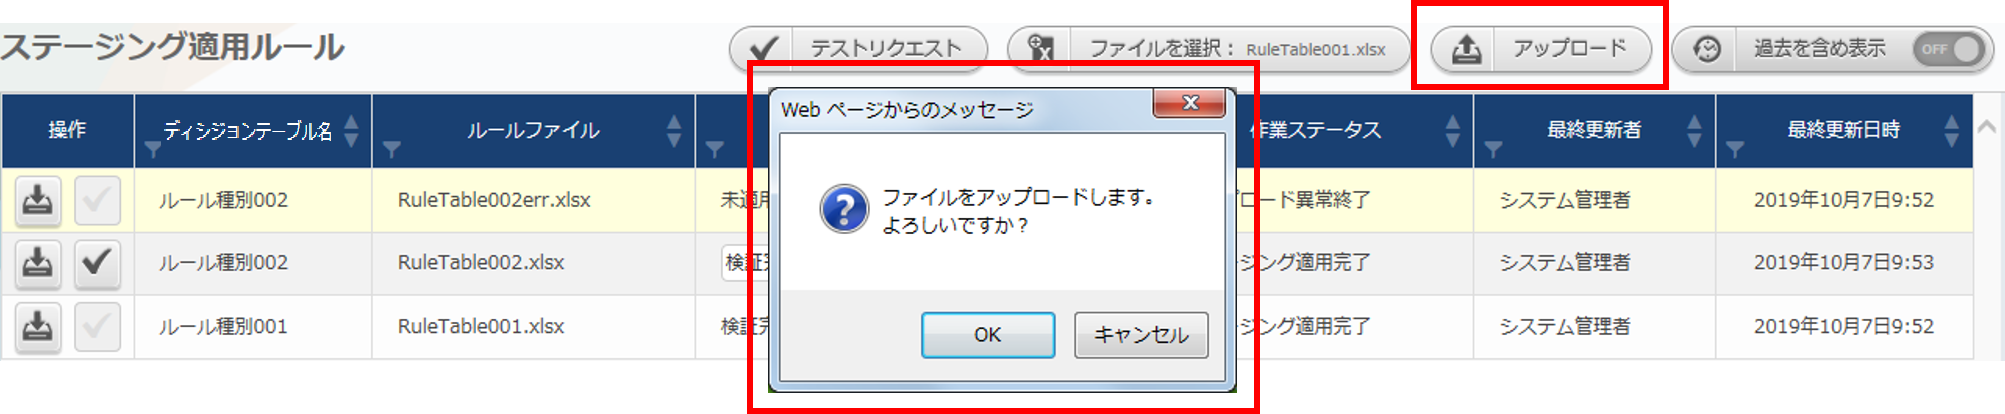 ステージング適用ルール
テストリクエスト
ファイルを選択： RuleTable001.xlsx
アップロード
過去を含め表示
OFF
操作
ディシジョンテーブル名
ルールファイル
作業ステータス
最終更新者
最終更新日時
Web ページからのメッセージ
ファイルをアップロードします。
よろしいですか？
OK
キャンセル
ルール種別002
RuleTable002err.xlsx
未適用
ロード異常終了
システム管理者
2019年10月7日9:52
ルール種別002
RuleTable002.xlsx
検証
ジング適用完了
システム管理者
2019年10月7日9:53
ルール種別001
RuleTable001.xlsx
検証
ジング適用完了
システム管理者
2019年10月7日9:52